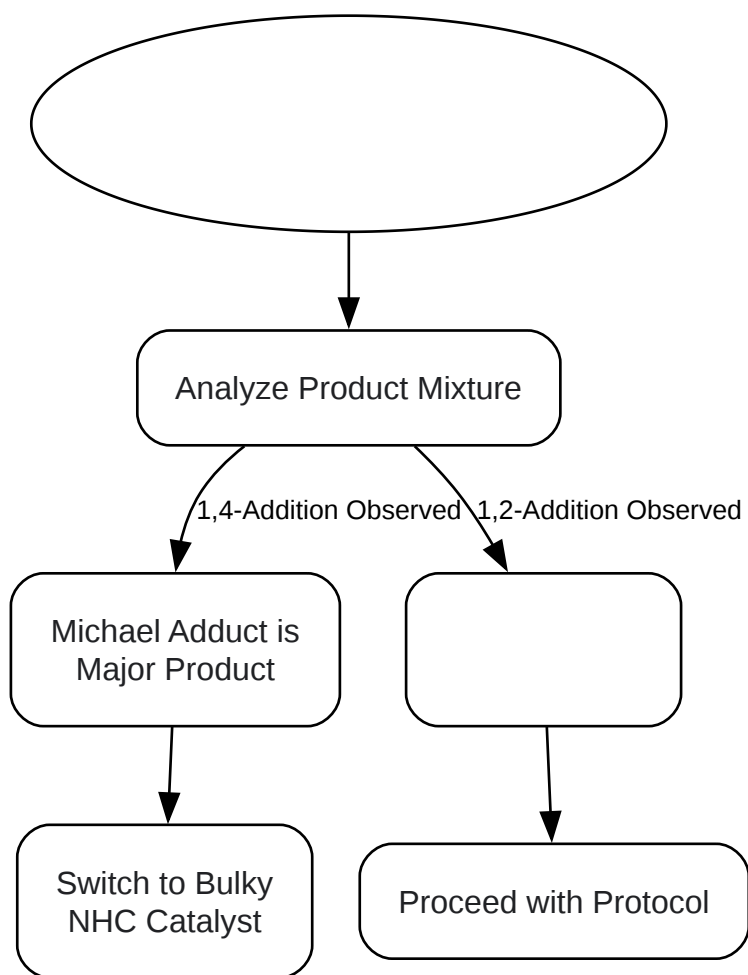 Analyze Product Mixture
1,4-Addition Observed
1,2-Addition Observed
Michael Adduct is
Major Product
Switch to Bulky
NHC Catalyst
Proceed with Protocol